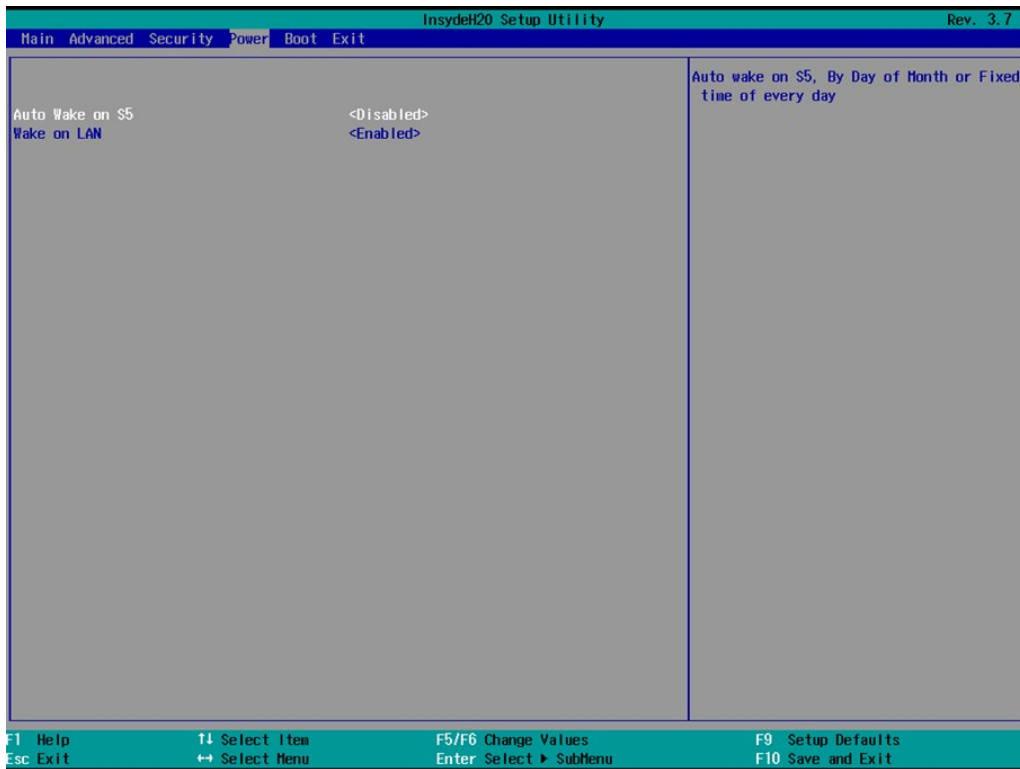 InsydeH20 Setup Utility Rev. 3.7
Main Advanced Security Power Boot Exit
Auto Wake on S5 <Disabled>
Wake on LAN <Enabled>
Auto wake on S5, By Day of Month or Fixed
time of every day
F1 Help ↑↓ Select Item F5/F6 Change Values F9 Setup Defaults
Esc Exit ↔ Select Menu Enter Select ▶ SubMenu F10 Save and Exit